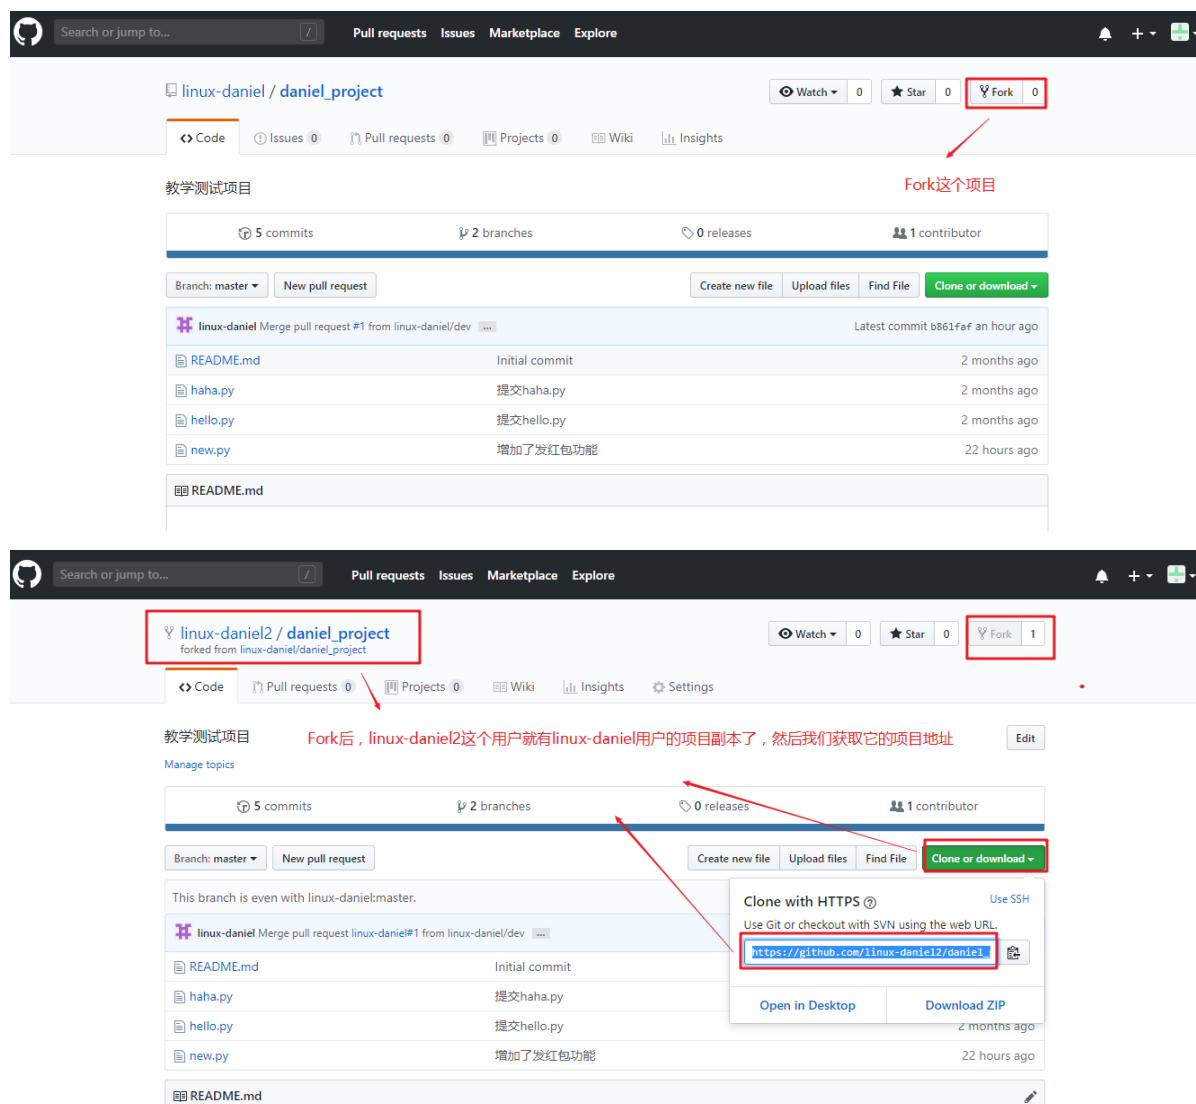 Search or jump to... / Pull requests Issues Marketplace Explore
linux-daniel / daniel_project Watch 0 Star 0 Fork 0
Code Issues 0 Pull requests 0 Projects 0 Wiki Insights
Fork这个项目
教学测试项目
5 commits 2 branches 0 releases 1 contributor
Branch: master New pull request Create new file Upload files Find File Clone or download
linux-daniel Merge pull request #1 from linux-daniel/dev ... Latest commit b861faf an hour ago
README.md Initial commit 2 months ago
haha.py 提交haha.py 2 months ago
hello.py 提交hello.py 2 months ago
new.py 增加了发红包功能 22 hours ago
README.md
Search or jump to... / Pull requests Issues Marketplace Explore
linux-daniel2 / daniel_project Watch 0 Star 0 Fork 1
forked from linux-daniel/daniel_project
Code Pull requests 0 Projects 0 Wiki Insights Settings
教学测试项目 Fork后，linux-daniel2这个用户就有linux-daniel用户的项目副本了，然后我们获取它的项目地址 Edit
Manage topics
5 commits 2 branches 0 releases 1 contributor
Branch: master New pull request Create new file Upload files Find File Clone or download
This branch is even with linux-daniel:master.
Clone with HTTPS ? Use SSH
Use Git or checkout with SVN using the web URL.
linux-daniel Merge pull request linux-daniel#1 from linux-daniel/dev ...
https://github.com/linux-daniel2/daniel_
README.md Initial commit
haha.py 提交haha.py
Open in Desktop Download ZIP
hello.py 提交hello.py 2 months ago
new.py 增加了发红包功能 22 hours ago
README.md